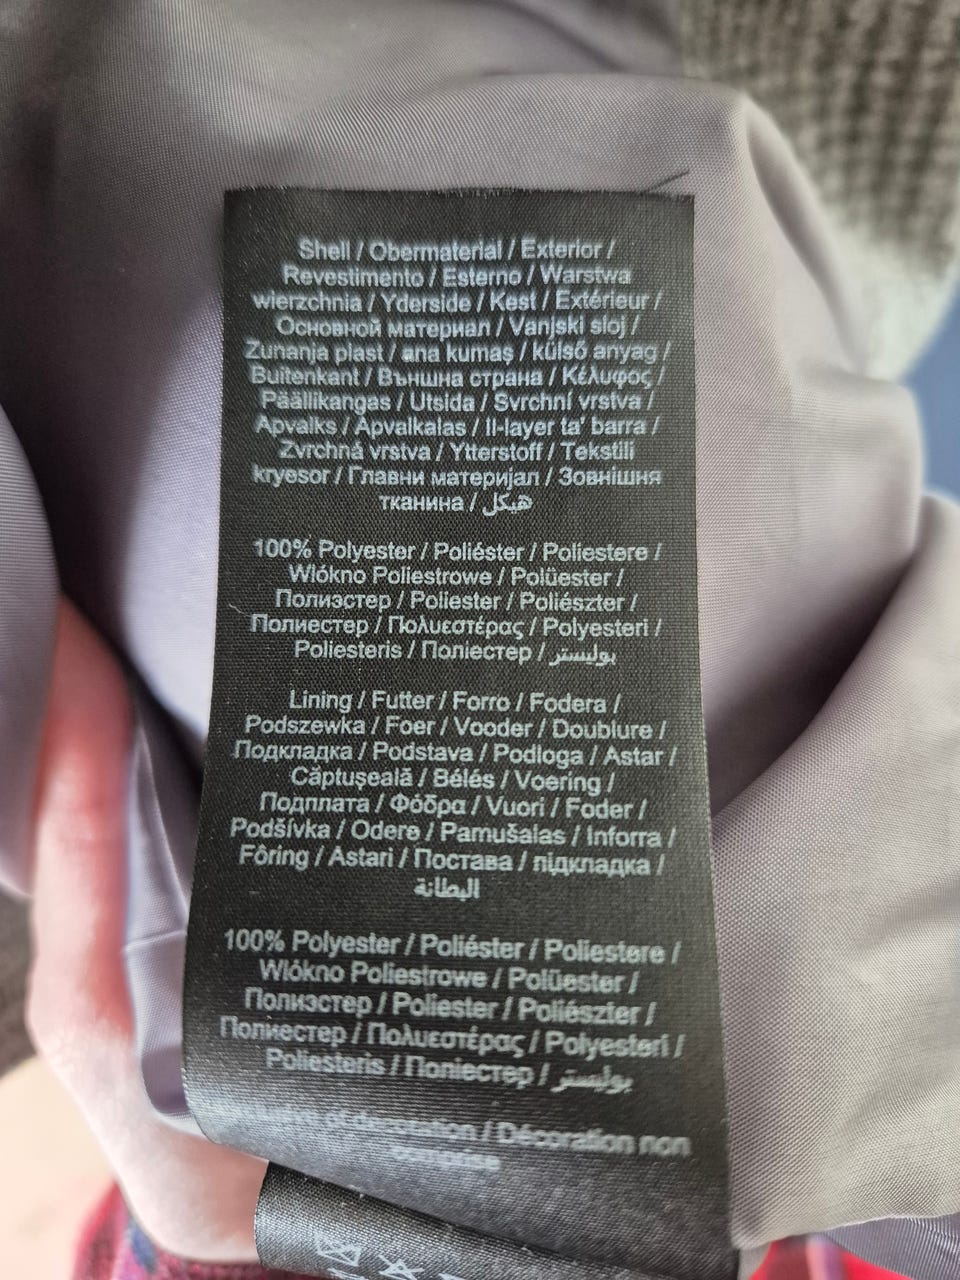 Shell / Obermaterial / Exterior /
Revestimento / Esterno / Warstwa
wierzchnia / Yderside / Kest / Extérieur /
Основной материал / Vanjski sloj /
Zunanja plast / ana kumaş / külső anyag /
Buitenkant / Външна страна / Κέλυφος /
Päällikangas / Utsida / Svrchní vrstva /
Apvalks / Apvalkalas / Il-layer ta' barra /
Zvrchná vrstva / Ytterstoff / Tekstili
kryesor / Главни материјал / Зовнішня
тканина / هيكل
100% Polyester / Poliéster / Poliestere /
Wlókno Poliestrowe / Polüester /
Полиэстер / Poliester / Poliészter /
Полиестер / Πολυεστέρας / Polyesteri /
Poliesteris / Поліестер / بوليستر
Lining / Futter / Forro / Fodera /
Podszewka / Foer / Vooder / Doublure /
Подкладка / Podstava / Podloga / Astar /
Căptușeală / Bélés / Voering /
Подплата / Φόδρα / Vuori / Foder /
Podšívka / Odere / Pamušalas / Inforra /
Fôring / Astari / Постава / підкладка /
البطانة
100% Polyester / Poliéster / Poliestere /
Wlókno Poliestrowe / Polüester /
Полиэстер / Poliester / Poliészter /
Полиестер / Πολυεστέρας / Polyesteri /
Poliesteris / Поліестер / بوليستر
of decoration / Décoration non
comprise